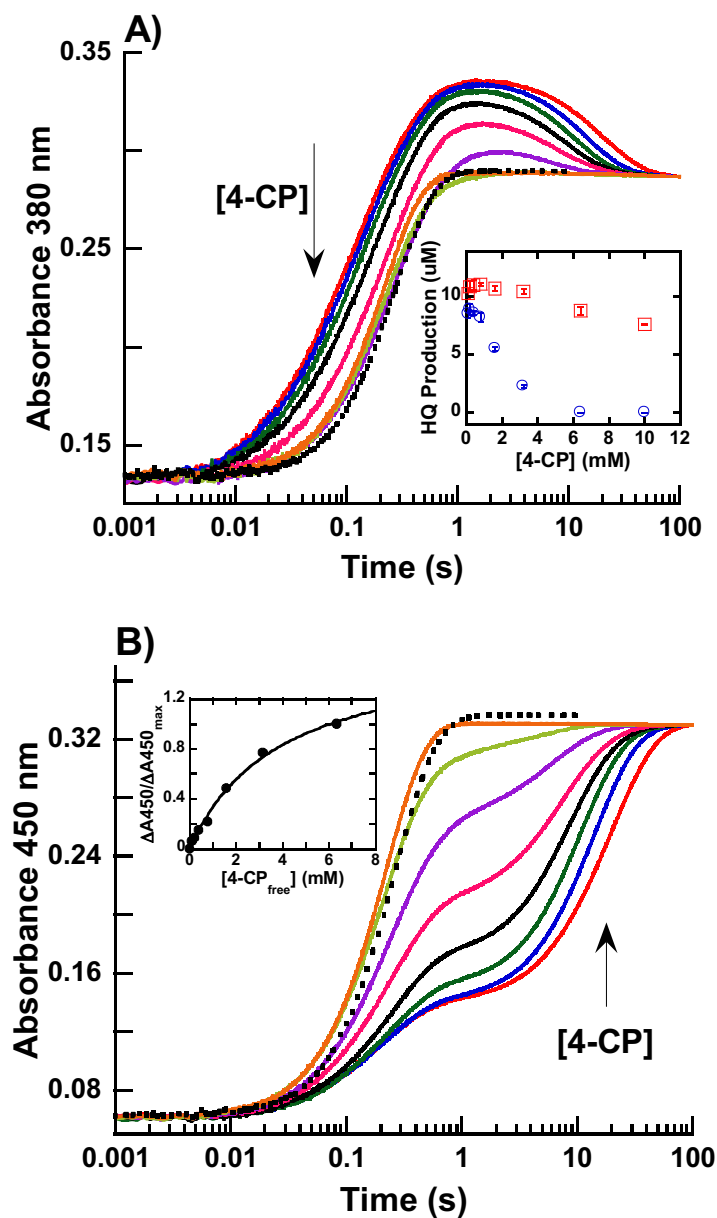 A)
0.35
0.25
0.15
Absorbance 380 nm
[4-CP]
HQ Production (uM)
10
5
0
0 2 4 6 8 10 12
[4-CP] (mM)
0.001 0.01 0.1 1 10 100
Time (s)
B)
0.32
0.24
0.16
0.08
Absorbance 450 nm
ΔA450/ΔA450max
1.2
0.8
0.4
0
0 2 4 6 8
[4-CPfree] (mM)
[4-CP]
0.001 0.01 0.1 1 10 100
Time (s)